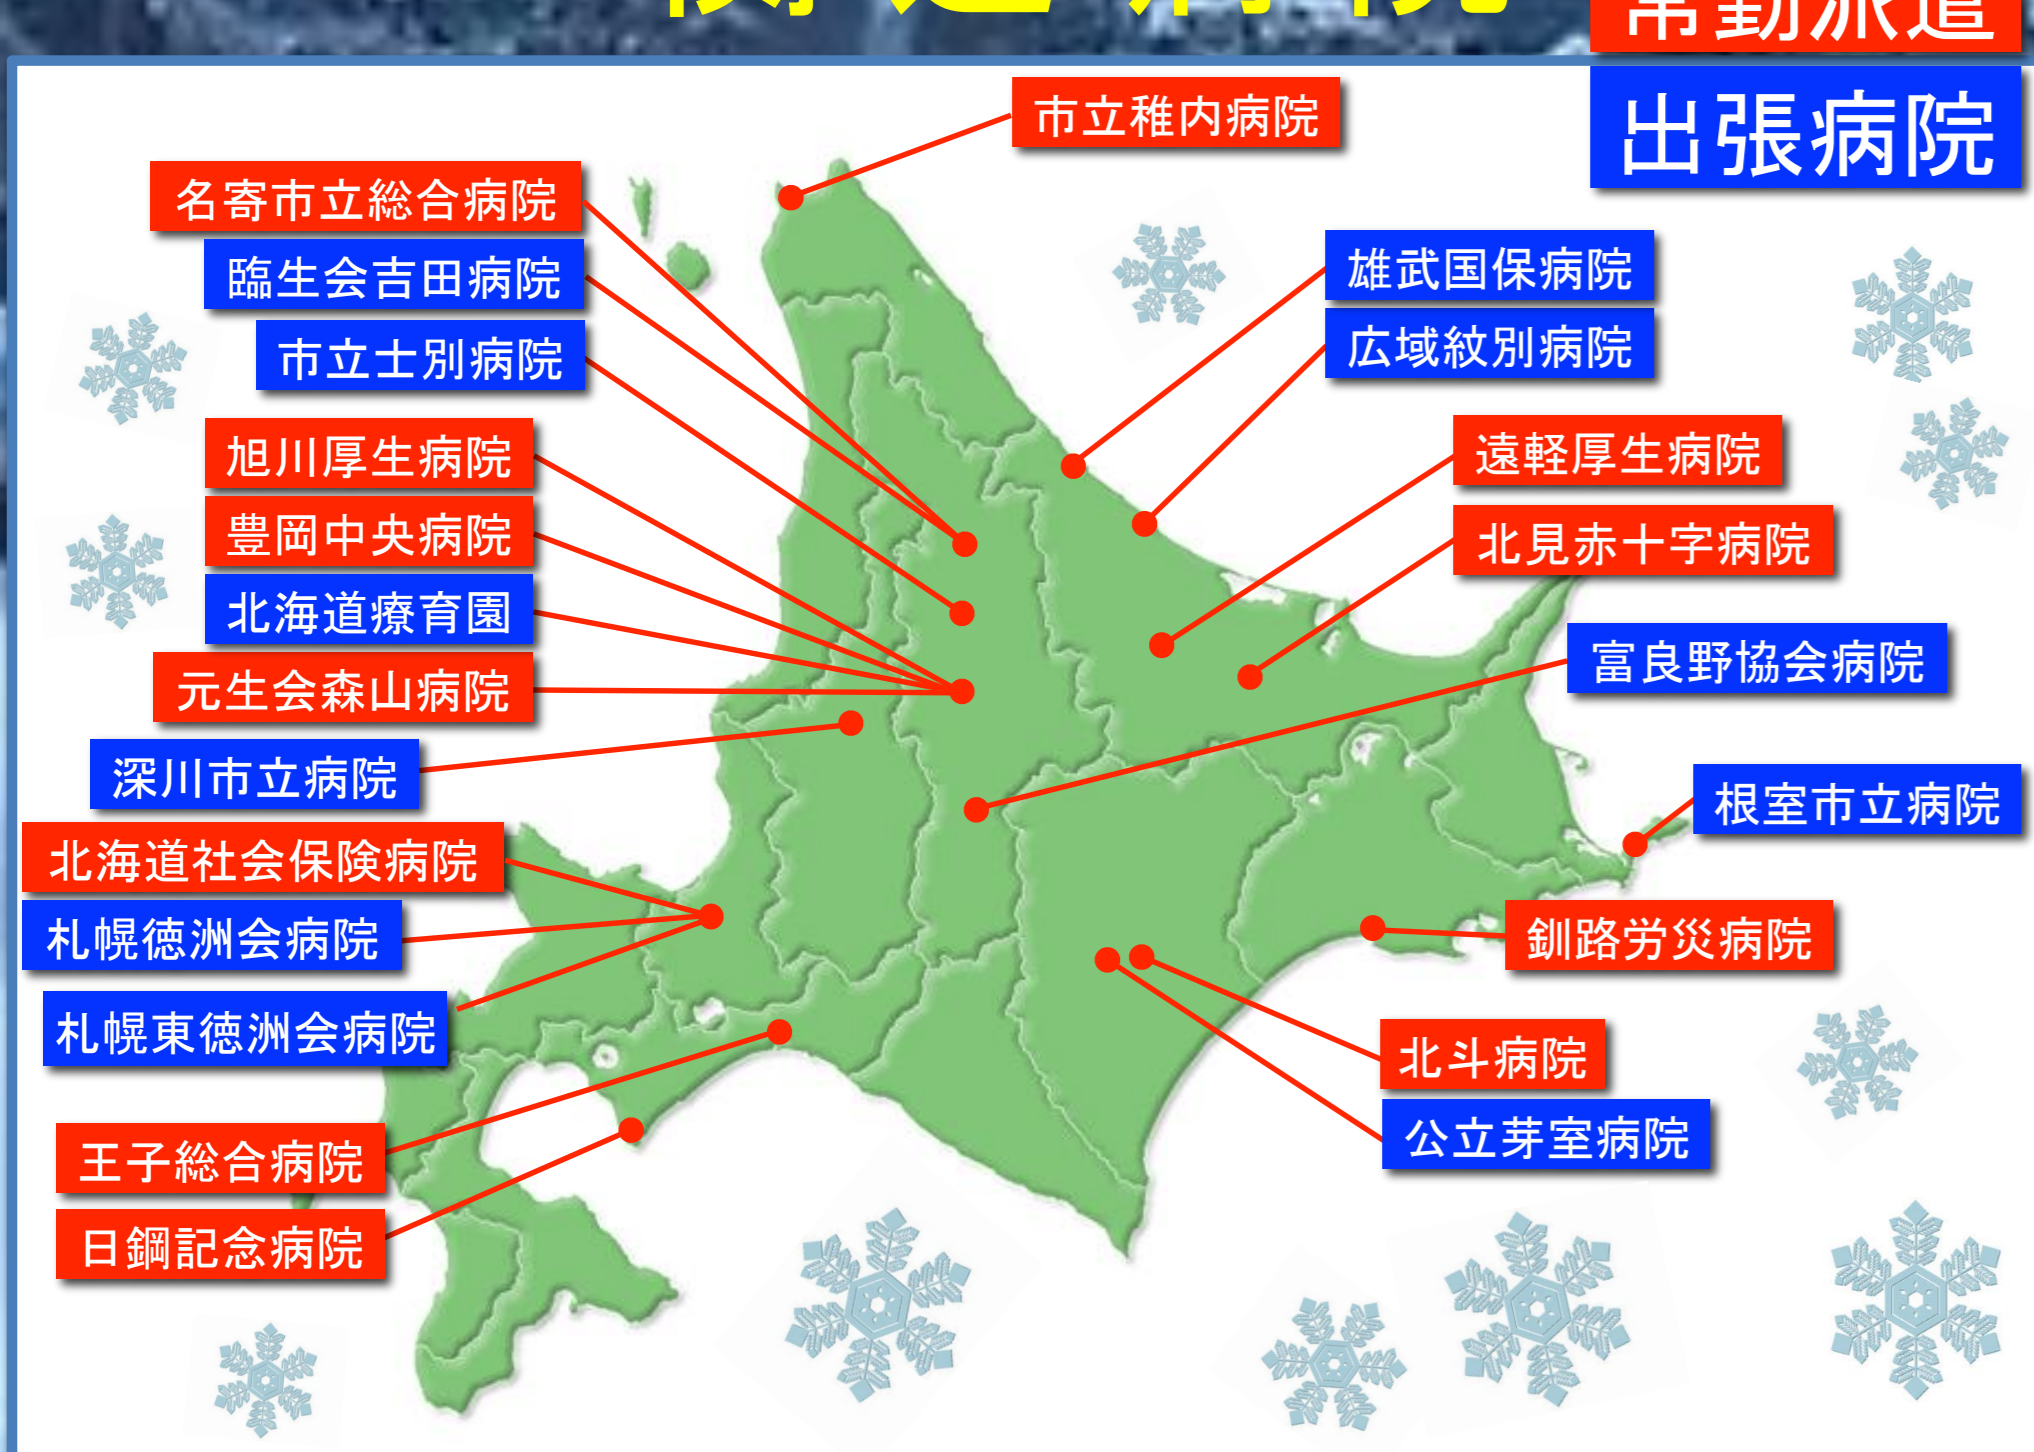 関連病院
常勤派遣
出張病院
市立稚内病院
名寄市立総合病院
臨生会吉田病院
市立士別病院
旭川厚生病院
豊岡中央病院
北海道療育園
元生会森山病院
深川市立病院
北海道社会保険病院
札幌徳洲会病院
札幌東徳洲会病院
王子総合病院
日鋼記念病院
雄武国保病院
広域紋別病院
遠軽厚生病院
北見赤十字病院
富良野協会病院
根室市立病院
釧路労災病院
北斗病院
公立芽室病院